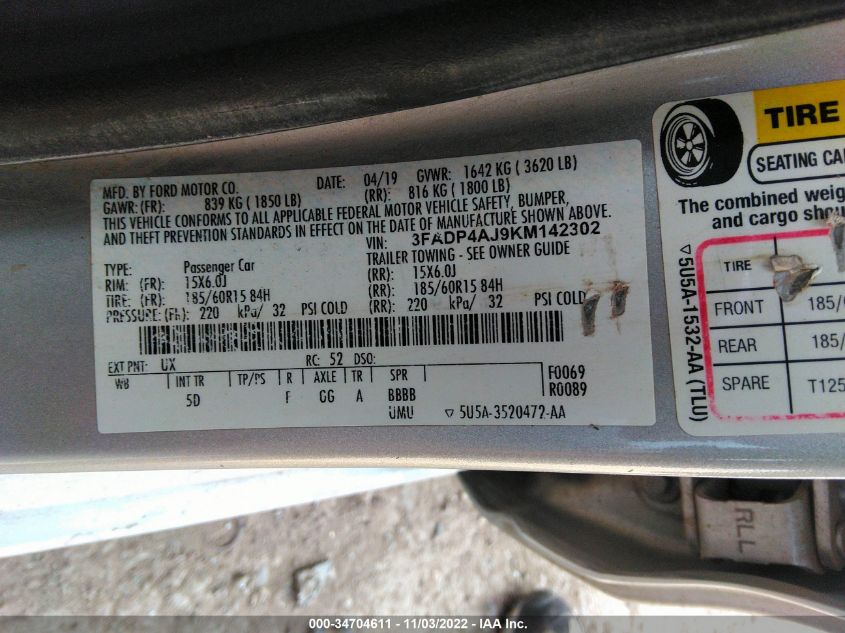 MFD. BY FORD MOTOR CO.
DATE: 04/19
GVWR: 1642 KG ( 3620 LB)
GAWR: (FR): 839 KG ( 1850 LB)
(RR): 816 KG ( 1800 LB)
THIS VEHICLE CONFORMS TO ALL APPLICABLE FEDERAL MOTOR VEHICLE SAFETY, BUMPER,
AND THEFT PREVENTION STANDARDS IN EFFECT ON THE DATE OF MANUFACTURE SHOWN ABOVE.
VIN: 3FADP4AJ9KM142302
TRAILER TOWING - SEE OWNER GUIDE
TYPE: Passenger Car
RIM: (FR): 15X6.0J
(RR): 15X6.0J
TIRE: (FR): 185/60R15 84H
(RR): 185/60R15 84H
PRESSURE: (FR): 220 kPa/ 32 PSI COLD
(RR): 220 kPa/ 32 PSI COLD
EXT PNT: UX
RC: 52 DSO:
WB
INT TR
TP/PS
R
AXLE
TR
SPR
5D
F
GG
A
BBBB
UMU
F0069
R0089
▽ 5U5A-3520472-AA
TIRE
SEATING CA
The combined weig
and cargo shou
▽5U5A-1532-AA (TLU)
TIRE
FRONT 185/
REAR 185/
SPARE T125
RLL
000-34704611 - 11/03/2022 - IAA Inc.